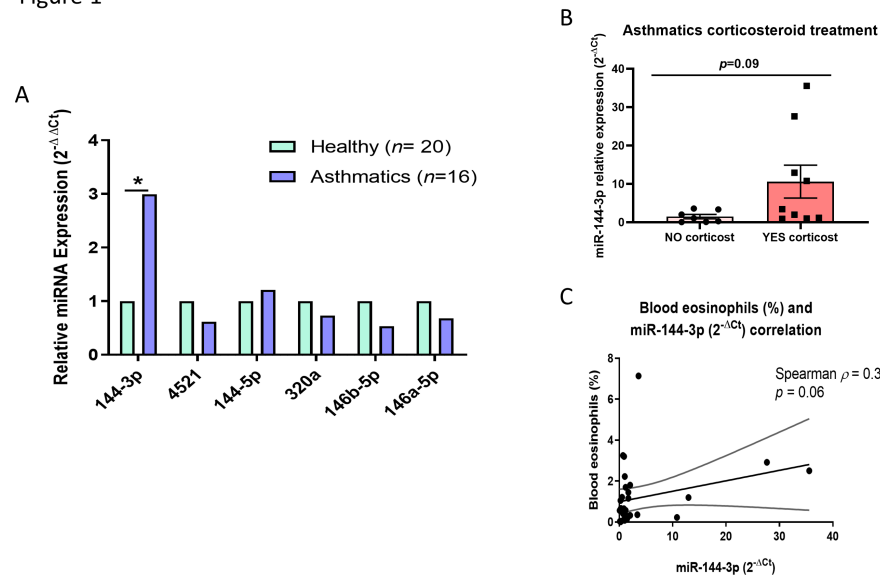 Figure 1
A
Relative miRNA Expression (2^-Δ ΔCt)
4
3
2
1
0
*
Healthy (n= 20)
Asthmatics (n=16)
144-3p
4521
144-5p
320a
146b-5p
146a-5p
B
Asthmatics corticosteroid treatment
miR-144-3p relative expression (2^-ΔCt)
p=0.09
40
30
20
10
0
NO corticost
YES corticost
C
Blood eosinophils (%) and
miR-144-3p (2^-ΔCt) correlation
Blood eosinophils (%)
8
6
4
2
0
Spearman ρ = 0.3
p = 0.06
0 10 20 30 40
miR-144-3p (2^-ΔCt)